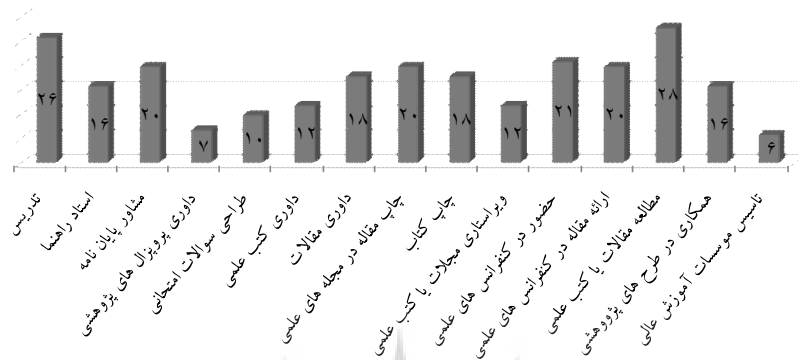 ۲۶
۱۶
۲۰
۷
۱۰
۱۲
۱۸
۲۰
۱۸
۱۲
۲۱
۲۰
۲۸
۱۶
۶
تدریس
استاد راهنما
مشاور پایان نامه
داوری پروپزال های پژوهشی
طراحی سوالات امتحانی
داوری کتب علمی
داوری مقالات
چاپ مقاله در مجله های علمی
چاپ کتاب
ویراستاری مجلات یا کتب علمی
حضور در کنفرانس های علمی
ارائه مقاله در کنفرانس های علمی
مطالعه مقالات یا کتب علمی
همکاری در طرح های پژووهشی
تاسیس موسسات آموزش عالی